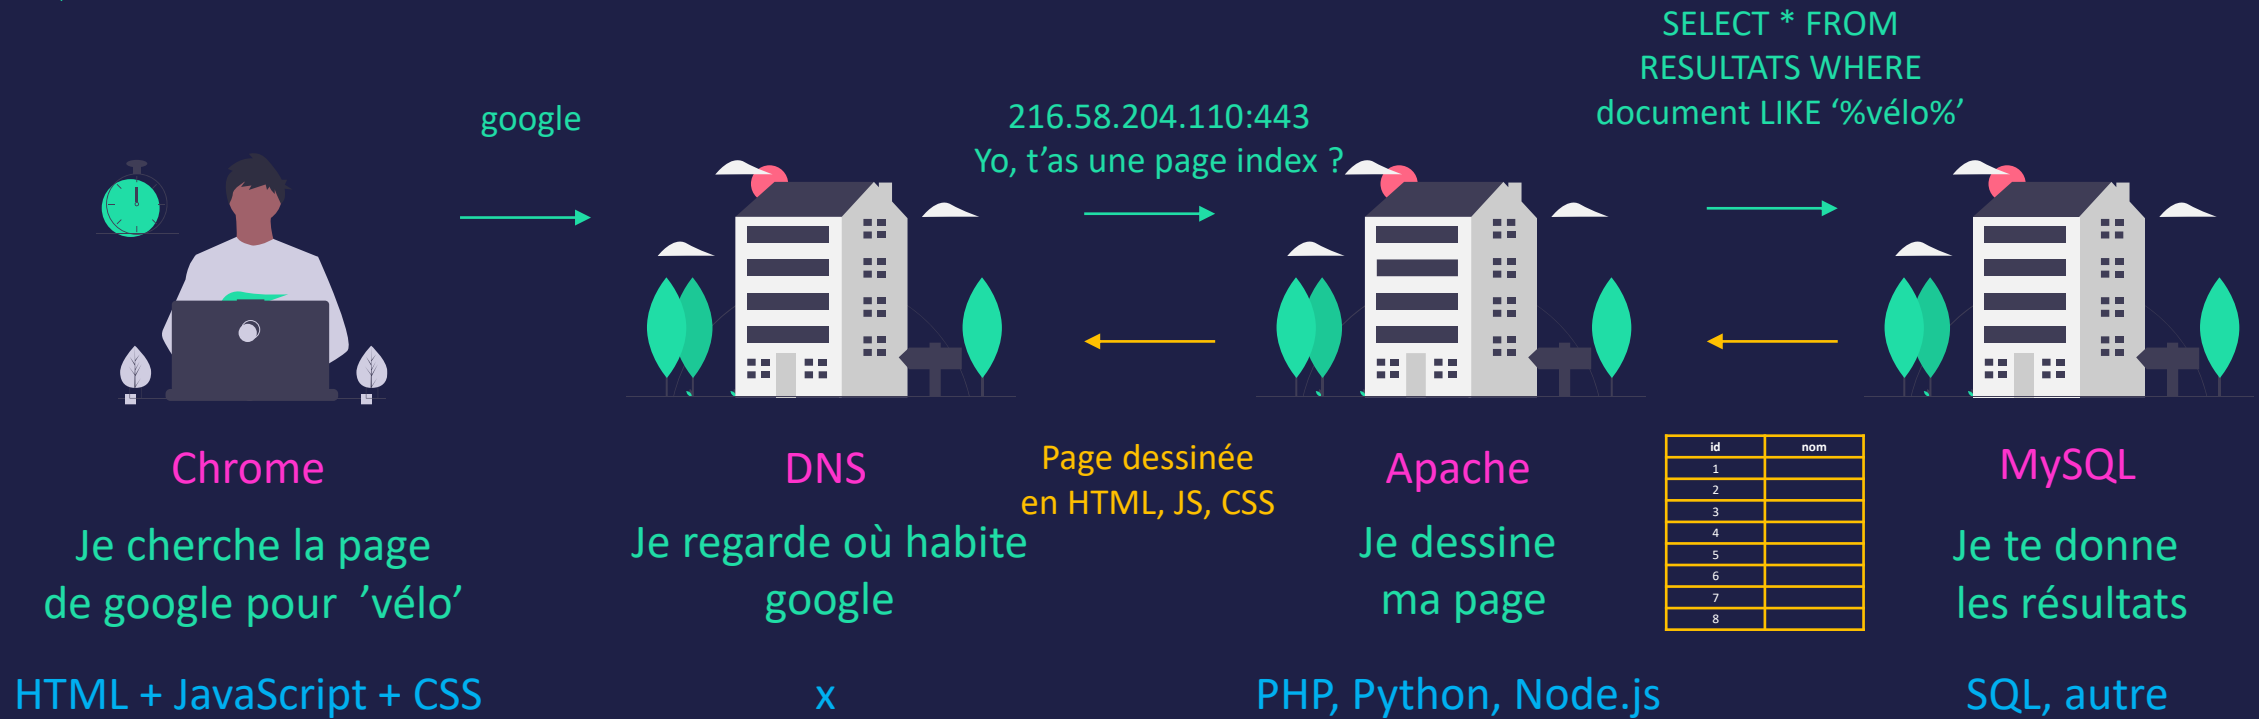 SELECT * FROM
RESULTATS WHERE
document LIKE ‘%vélo%’
google
216.58.204.110:443
Yo, t’as une page index ?
Chrome
Je cherche la page
de google pour ’vélo’
HTML + JavaScript + CSS
DNS
Je regarde où habite
google
x
Page dessinée
en HTML, JS, CSS
Apache
Je dessine
ma page
PHP, Python, Node.js
id nom
1
2
3
4
5
6
7
8
MySQL
Je te donne
les résultats
SQL, autre